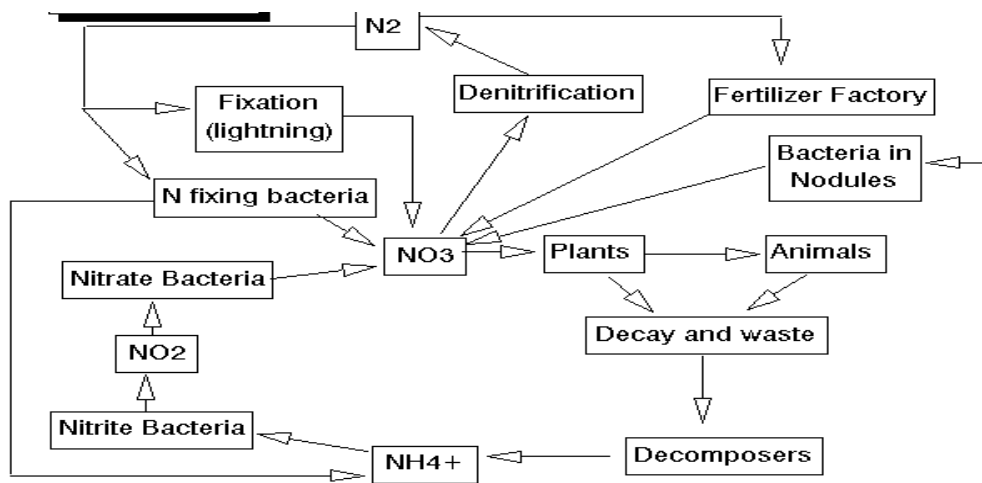 N2
Fixation
(lightning)
Denitrification
Fertilizer Factory
Bacteria in
Nodules
N fixing bacteria
NO3
Plants
Animals
Nitrate Bacteria
Decay and waste
NO2
Nitrite Bacteria
Decomposers
NH4+